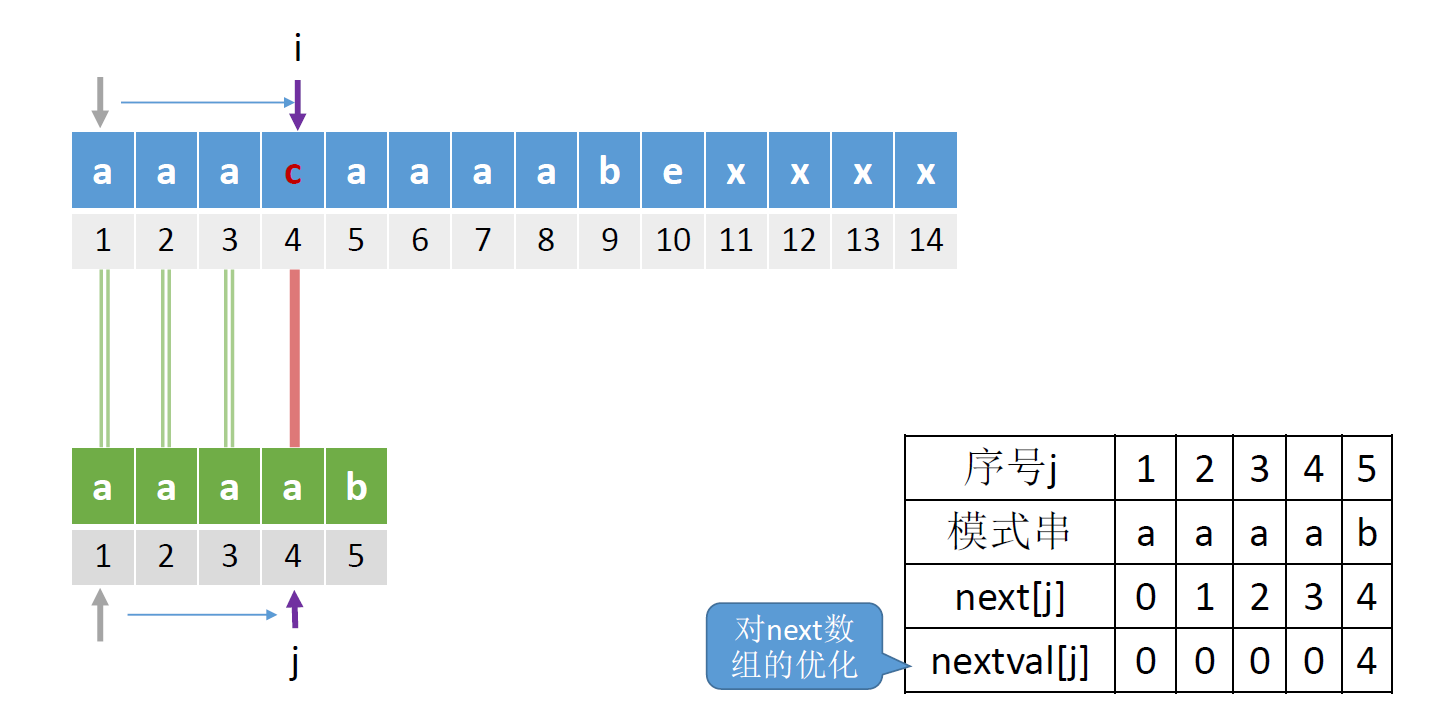 i
a a a c a a a a b e x x x x
1 2 3 4 5 6 7 8 9 10 11 12 13 14
a a a a b
1 2 3 4 5
j
序号j 1 2 3 4 5
模式串 a a a a b
next[j] 0 1 2 3 4
nextval[j] 0 0 0 0 4
对next数
组的优化